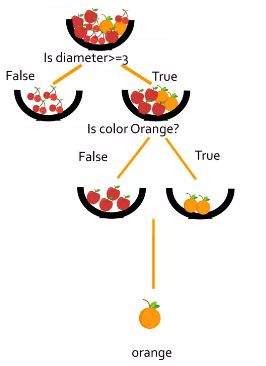 Is diameter>=3
False
True
Is color Orange?
False
True
orange